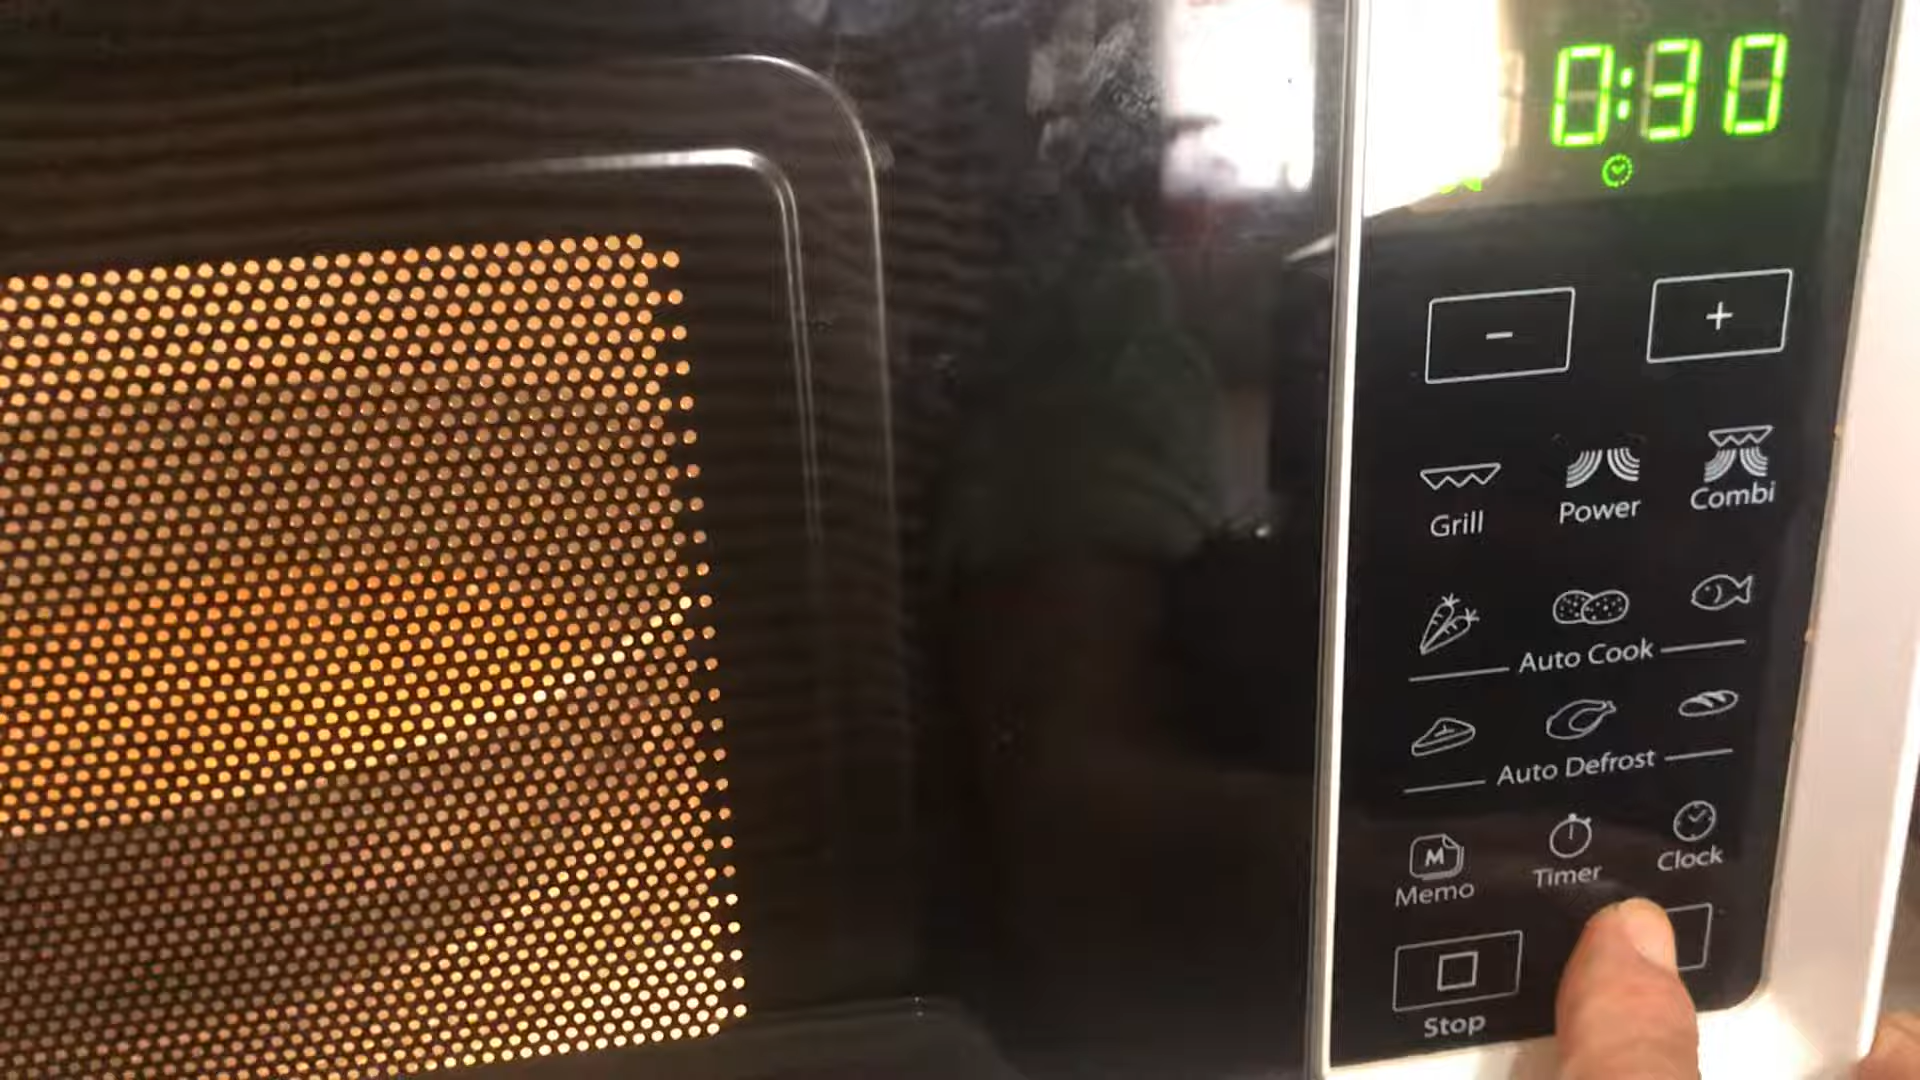 0:30
- +
Grill Power Combi
Auto Cook
Auto Defrost
M
Memo Timer Clock
Stop